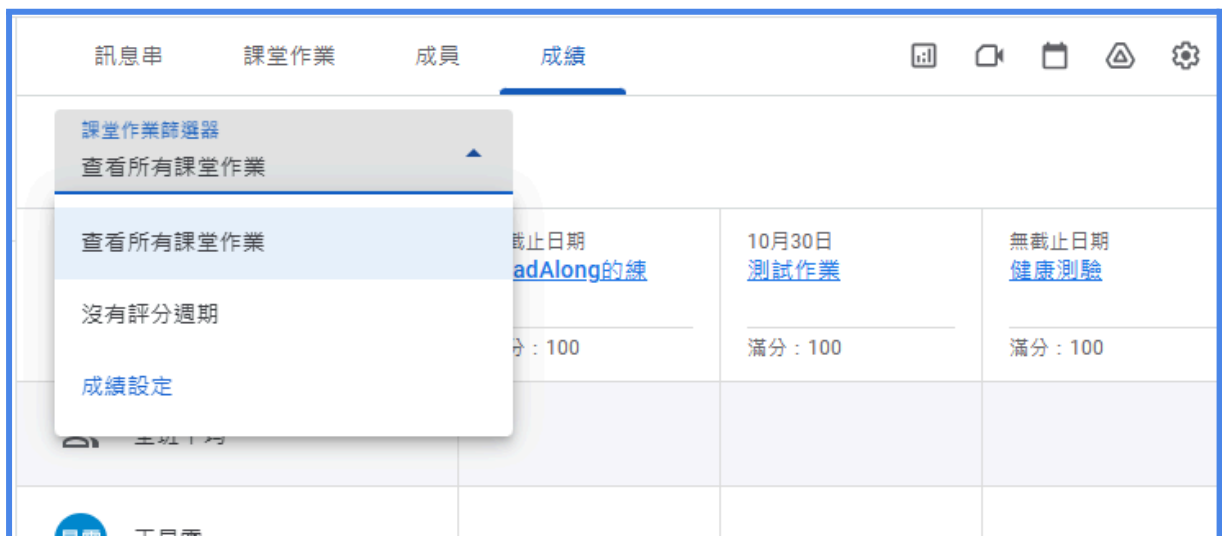 訊息串 課堂作業 成員 成績
課堂作業篩選器
查看所有課堂作業
查看所有課堂作業
沒有評分週期
成績設定
截止日期 10月30日 無截止日期
adAlong的練 測試作業 健康測驗
分：100 滿分：100 滿分：100